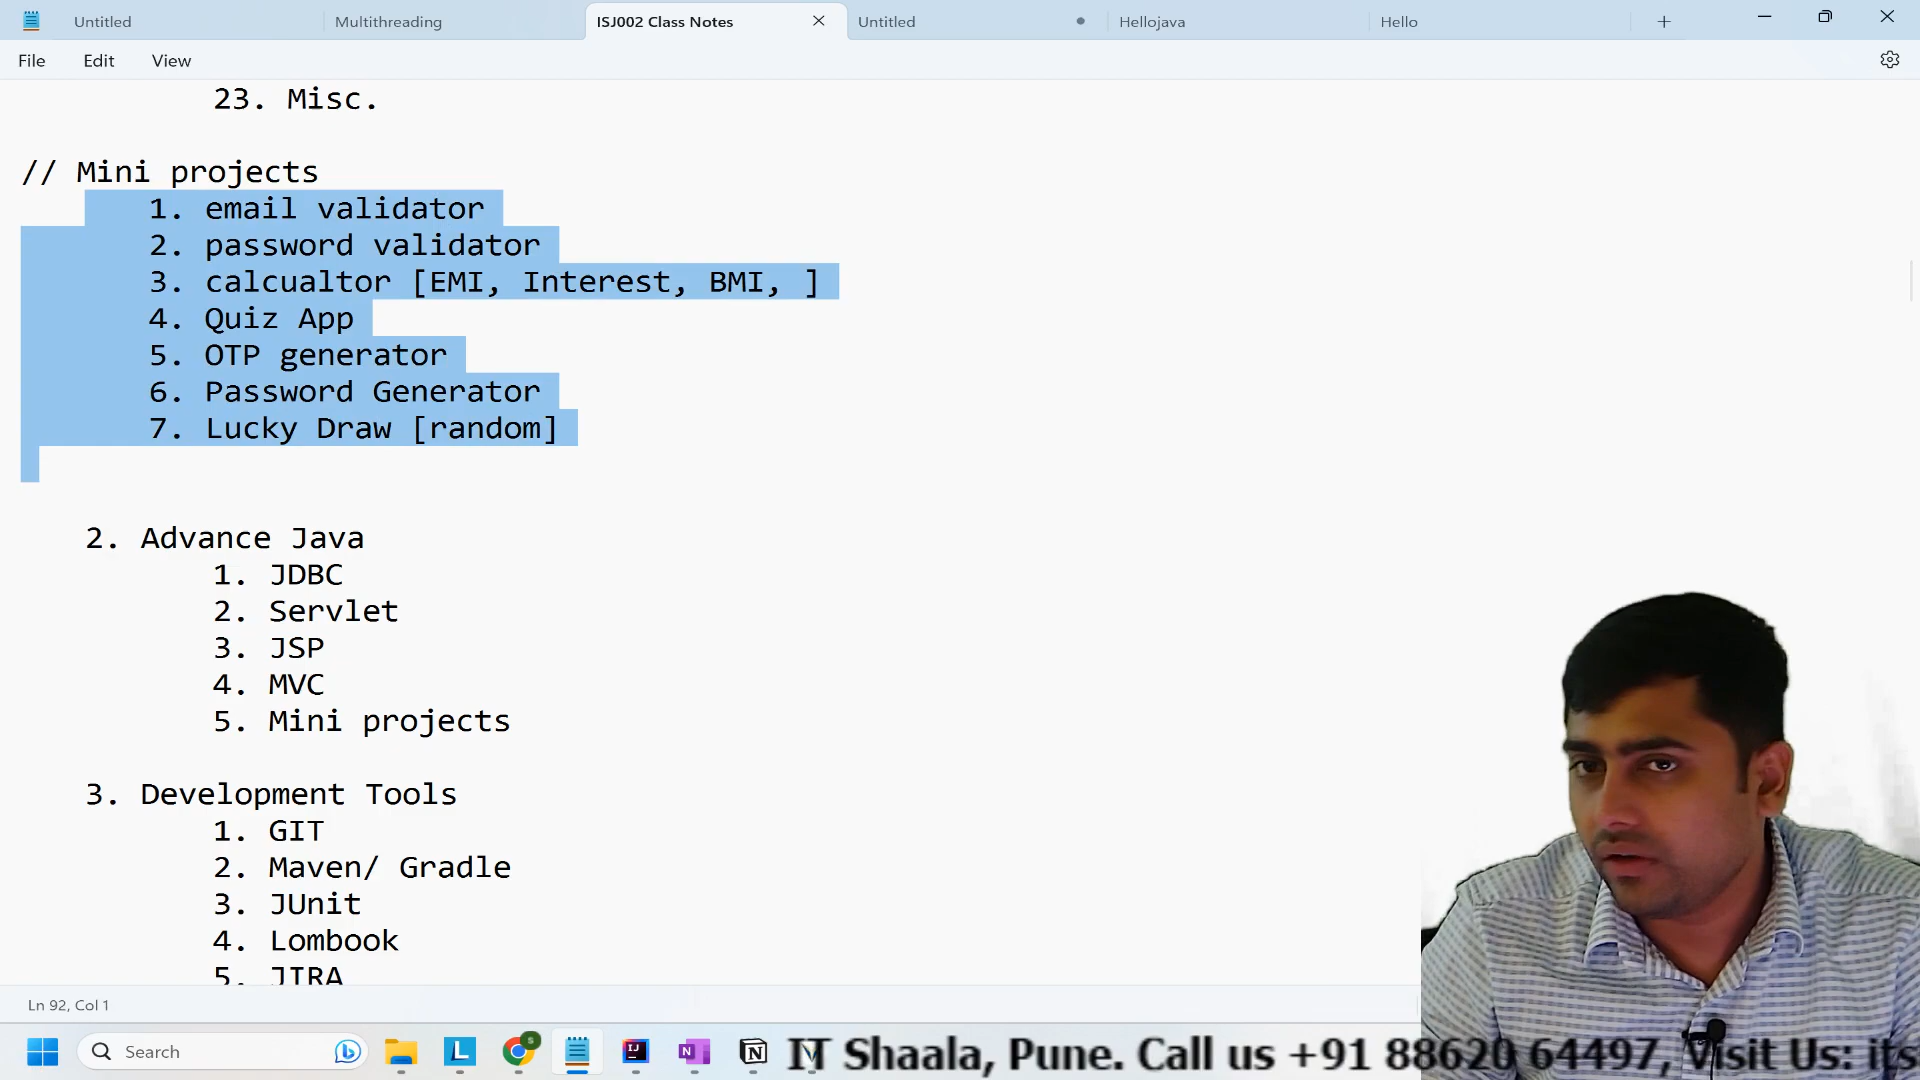 Untitled
Multithreading
ISJ002 Class Notes
Untitled
Hellojava
Hello
File Edit View
23. Misc.
// Mini projects
1. email validator
2. password validator
3. calcualtor [EMI, Interest, BMI, ]
4. Quiz App
5. OTP generator
6. Password Generator
7. Lucky Draw [random]
2. Advance Java
1. JDBC
2. Servlet
3. JSP
4. MVC
5. Mini projects
3. Development Tools
1. GIT
2. Maven/ Gradle
3. JUnit
4. Lombook
5. JIRA
Ln 92, Col 1
Search
IT Shaala, Pune. Call us +91 88620 64497, Visit Us: its